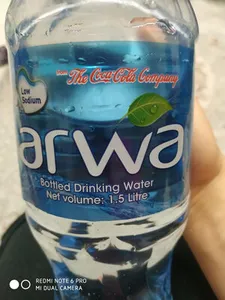 from The Coca-Cola Company
Low
Sodium
arwa
Bottled Drinking Water
Net volume: 1.5 Litre
REDMI NOTE 6 PRO
MI DUAL CAMERA